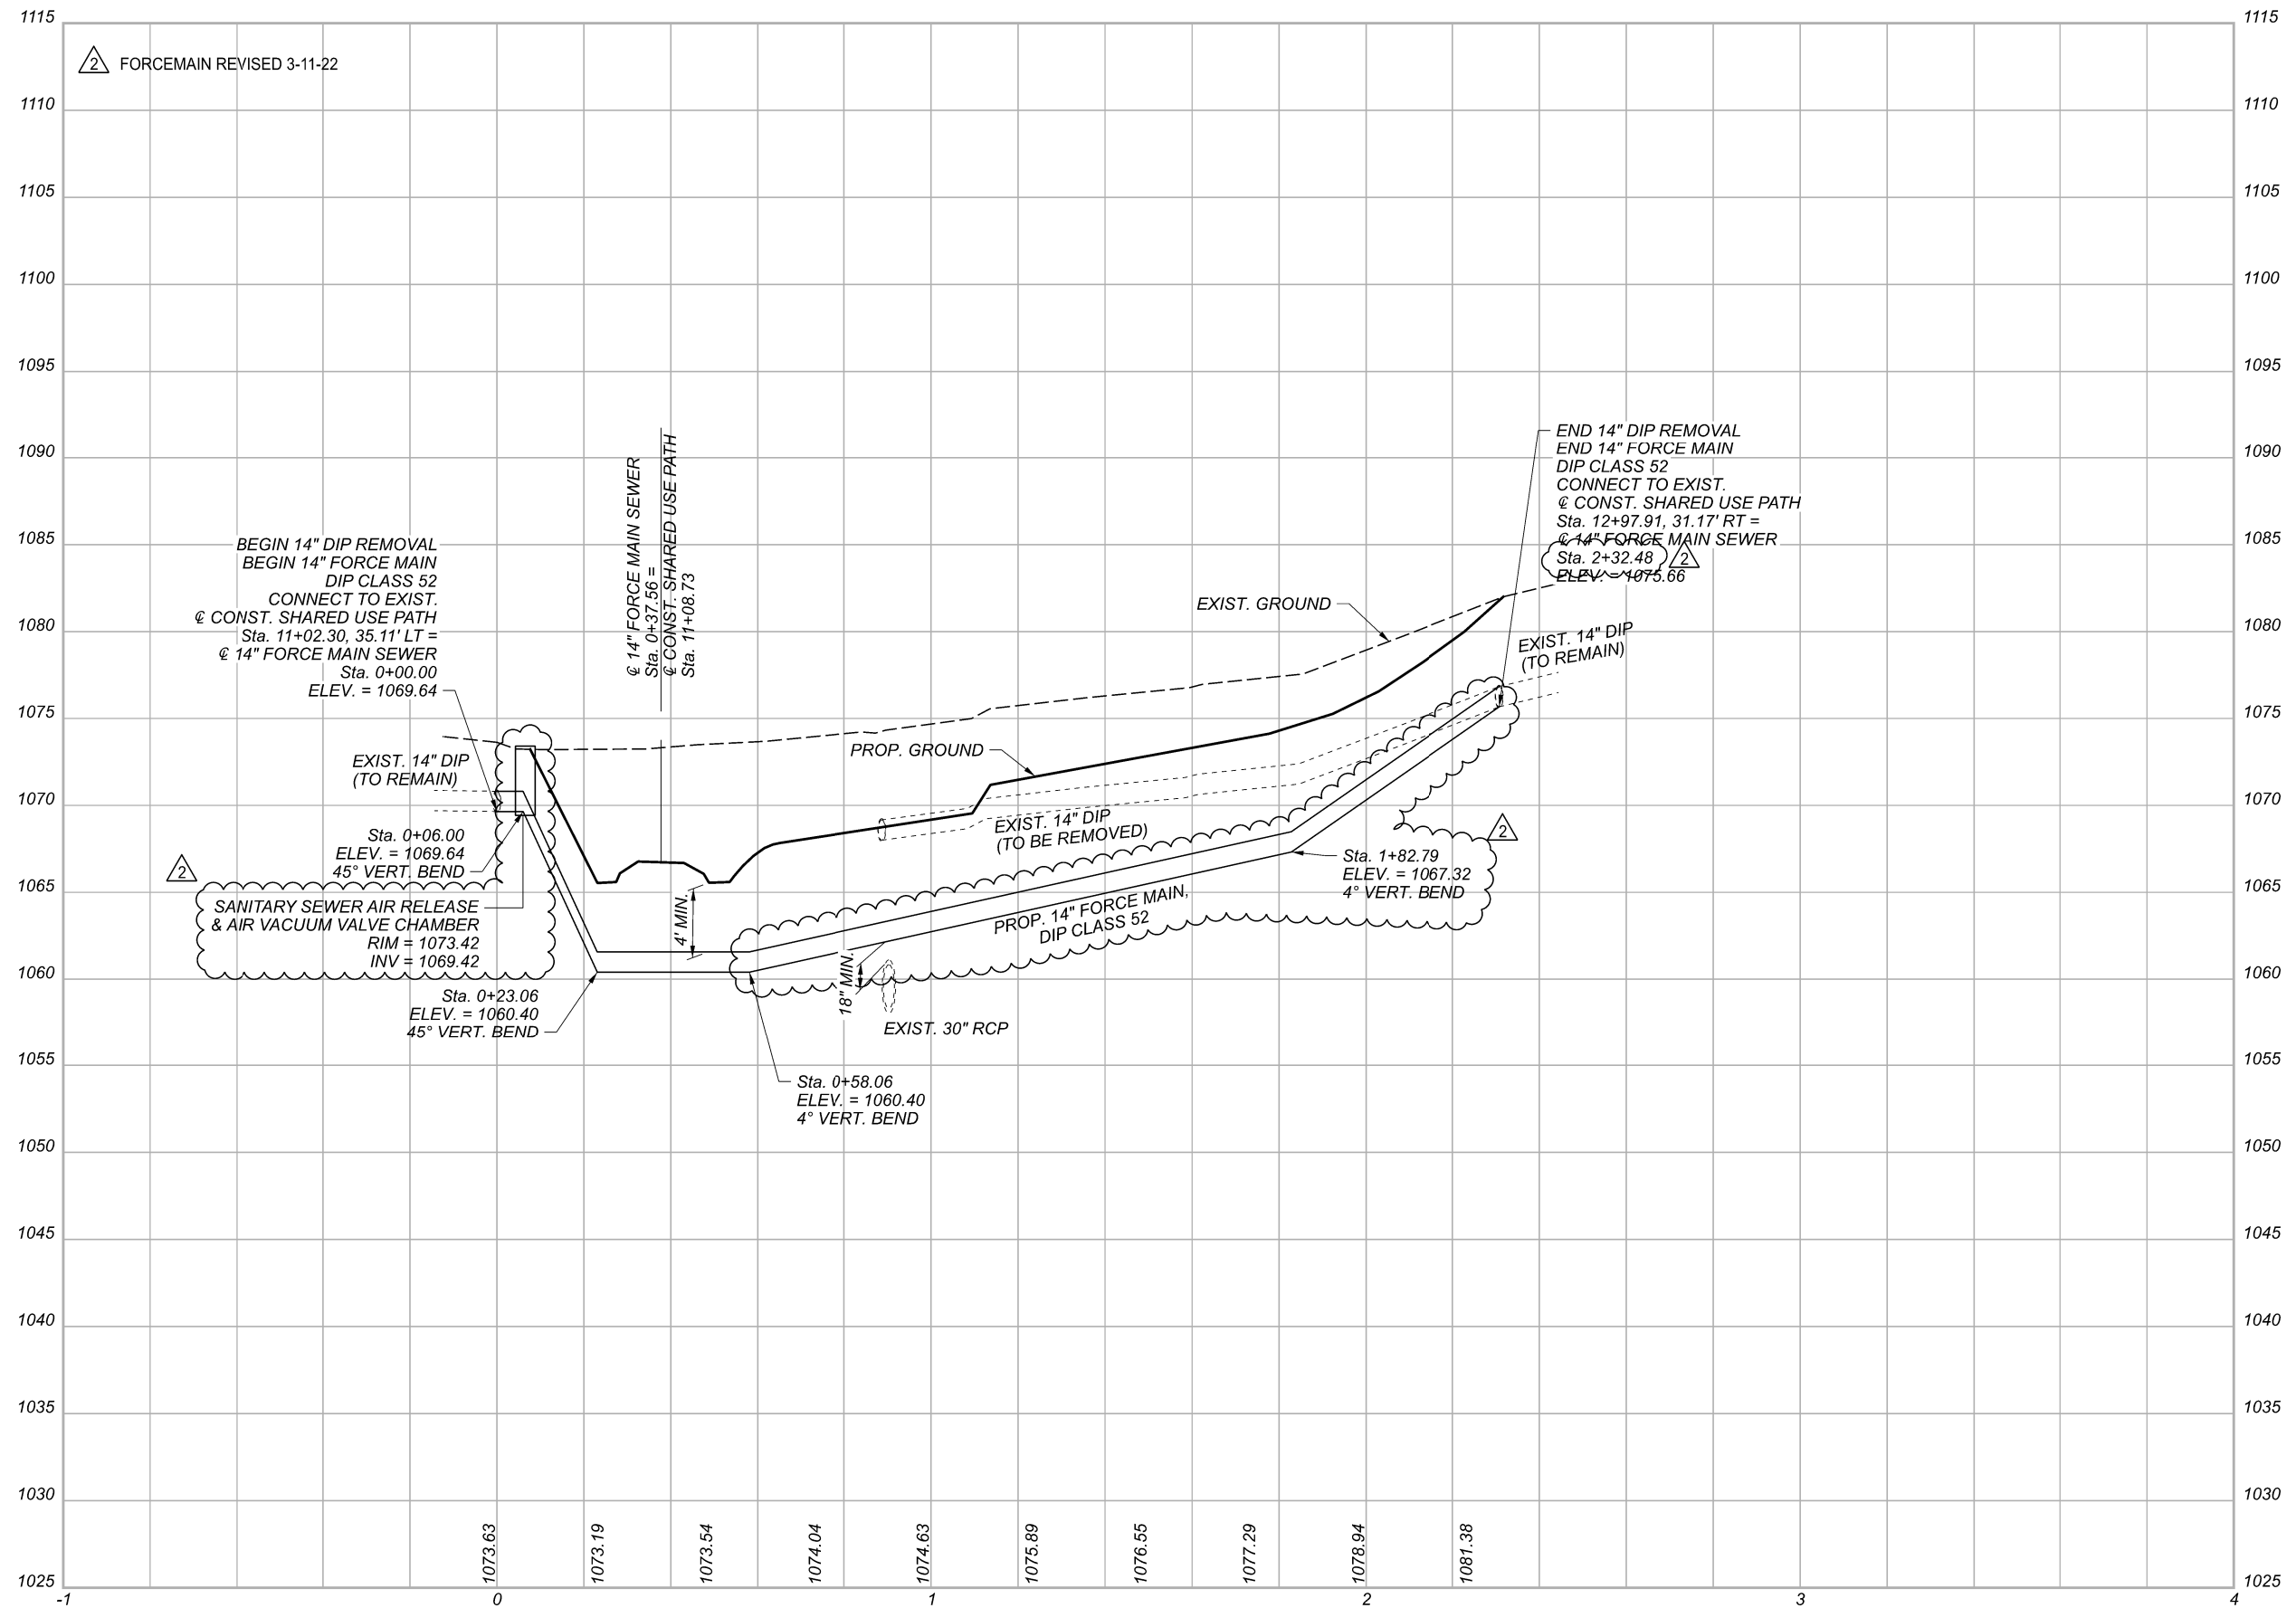 1115
1115
2
FORCEMAIN REVISED 3-11-22
1110
1110
1105
1105
1100
1100
1095
1095
1090
1090
1085
1085
1080
1080
1075
1075
1070
1070
1065
1065
1060
1060
1055
1055
1050
1050
1045
1045
1040
1040
1035
1035
1030
1030
1025
1025
BEGIN 14" DIP REMOVAL
BEGIN 14" FORCE MAIN
DIP CLASS 52
CONNECT TO EXIST.
℄ CONST. SHARED USE PATH
Sta. 11+02.30, 35.11' LT =
℄ 14" FORCE MAIN SEWER
Sta. 0+00.00
ELEV. = 1069.64
℄ 14" FORCE MAIN SEWER
Sta. 0+37.56 =
℄ CONST. SHARED USE PATH
Sta. 11+08.73
END 14" DIP REMOVAL
END 14" FORCE MAIN
DIP CLASS 52
CONNECT TO EXIST.
℄ CONST. SHARED USE PATH
Sta. 12+97.91, 31.17' RT =
℄ 14" FORCE MAIN SEWER
Sta. 2+32.48
ELEV. = 1075.66
2
EXIST. GROUND
EXIST. 14" DIP
(TO REMAIN)
PROP. GROUND
EXIST. 14" DIP
(TO REMAIN)
EXIST. 14" DIP
(TO BE REMOVED)
Sta. 0+06.00
ELEV. = 1069.64
45° VERT. BEND
2
2
Sta. 1+82.79
ELEV. = 1067.32
4° VERT. BEND
SANITARY SEWER AIR RELEASE
& AIR VACUUM VALVE CHAMBER
RIM = 1073.42
INV = 1069.42
4' MIN.
PROP. 14" FORCE MAIN,
DIP CLASS 52
18" MIN.
Sta. 0+23.06
ELEV. = 1060.40
45° VERT. BEND
EXIST. 30" RCP
Sta. 0+58.06
ELEV. = 1060.40
4° VERT. BEND
1073.63
1073.19
1073.54
1074.04
1074.63
1075.89
1076.55
1077.29
1078.94
1081.38
-1
0
1
2
3
4